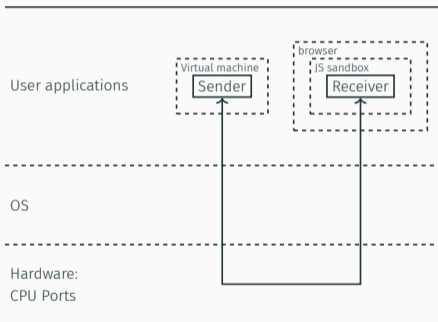 browser
Virtual machine
JS sandbox
User applications
Sender
Receiver
OS
Hardware:
CPU Ports